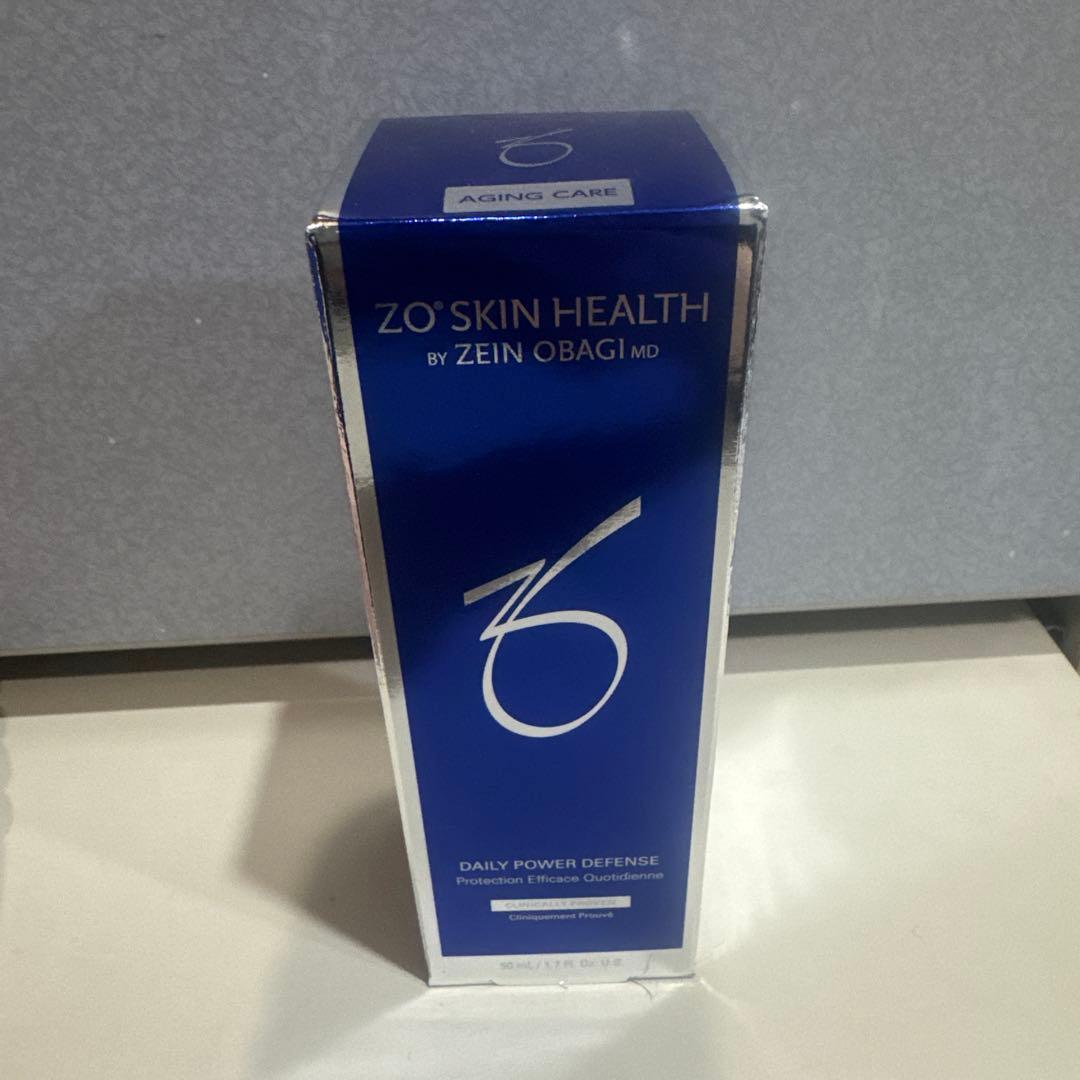 AGING CARE
ZO® SKIN HEALTH
BY ZEIN OBAGI MD
DAILY POWER DEFENSE
Protection Efficace Quotidienne
CLINICALLY PROVEN
Cliniquement Prouvé
50 mL / 1.7 Fl. Oz. U.S.